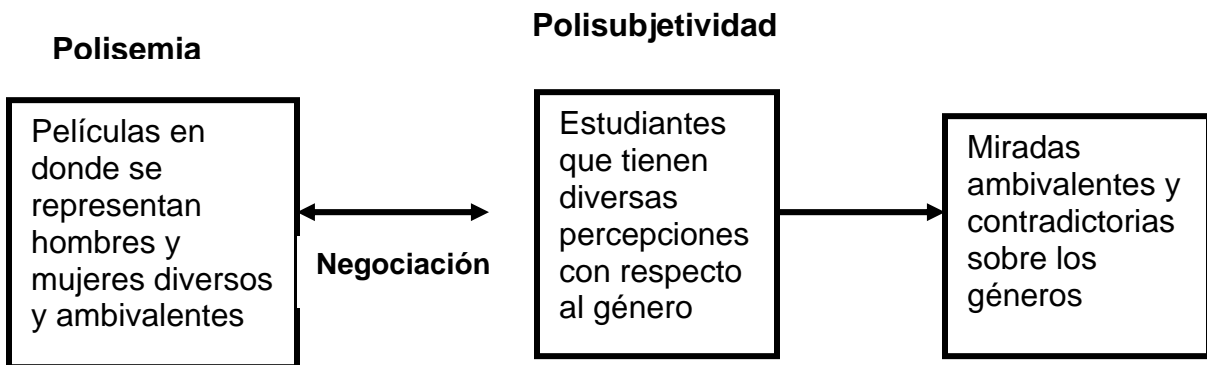 Polisemia
Polisubjetividad
Películas en
donde se
representan
hombres y
mujeres diversos
y ambivalentes
Negociación
Estudiantes
que tienen
diversas
percepciones
con respecto
al género
Miradas
ambivalentes y
contradictorias
sobre los
géneros